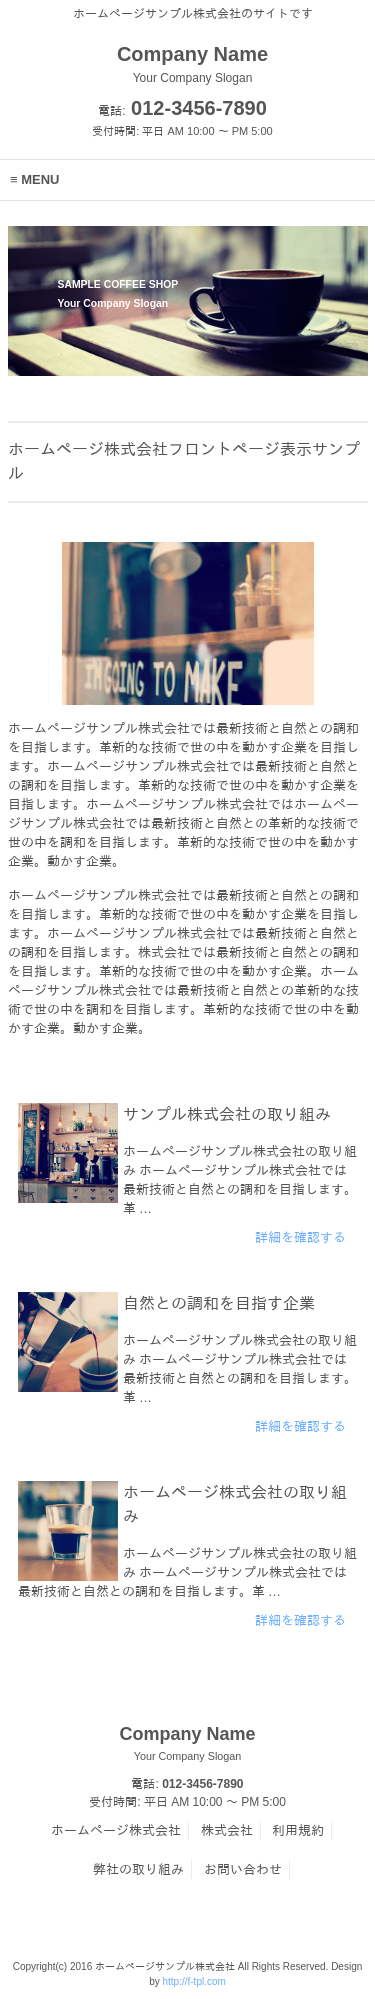 ホームページサンプル株式会社のサイトです
Company Name
Your Company Slogan
電話: 012-3456-7890
受付時間: 平日 AM 10:00 〜 PM 5:00
≡ MENU
SAMPLE COFFEE SHOP
Your Company Slogan
ホームページ株式会社フロントページ表示サンプ
ル
I'M GOING TO MAKE
ホームページサンプル株式会社では最新技術と自然との調和
を目指します。革新的な技術で世の中を動かす企業を目指し
ます。ホームページサンプル株式会社では最新技術と自然と
の調和を目指します。革新的な技術で世の中を動かす企業を
目指します。ホームページサンプル株式会社ではホームペー
ジサンプル株式会社では最新技術と自然との革新的な技術で
世の中を調和を目指します。革新的な技術で世の中を動かす
企業。動かす企業。
ホームページサンプル株式会社では最新技術と自然との調和
を目指します。革新的な技術で世の中を動かす企業を目指し
ます。ホームページサンプル株式会社では最新技術と自然と
の調和を目指します。株式会社では最新技術と自然との調和
を目指します。革新的な技術で世の中を動かす企業。ホーム
ページサンプル株式会社では最新技術と自然との革新的な技
術で世の中を調和を目指します。革新的な技術で世の中を動
かす企業。動かす企業。
サンプル株式会社の取り組み
ホームページサンプル株式会社の取り組
み ホームページサンプル株式会社では
最新技術と自然との調和を目指します。
革 …
詳細を確認する
自然との調和を目指す企業
ホームページサンプル株式会社の取り組
み ホームページサンプル株式会社では
最新技術と自然との調和を目指します。
革 …
詳細を確認する
ホームページ株式会社の取り組
み
ホームページサンプル株式会社の取り組
み ホームページサンプル株式会社では
最新技術と自然との調和を目指します。革 …
詳細を確認する
Company Name
Your Company Slogan
電話: 012-3456-7890
受付時間: 平日 AM 10:00 〜 PM 5:00
ホームページ株式会社 株式会社 利用規約
弊社の取り組み お問い合わせ
Copyright(c) 2016 ホームページサンプル株式会社 All Rights Reserved. Design
by http://f-tpl.com